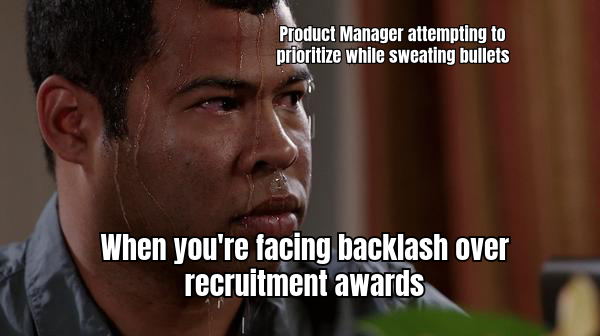 Product Manager attempting to
prioritize while sweating bullets
When you're facing backlash over
recruitment awards